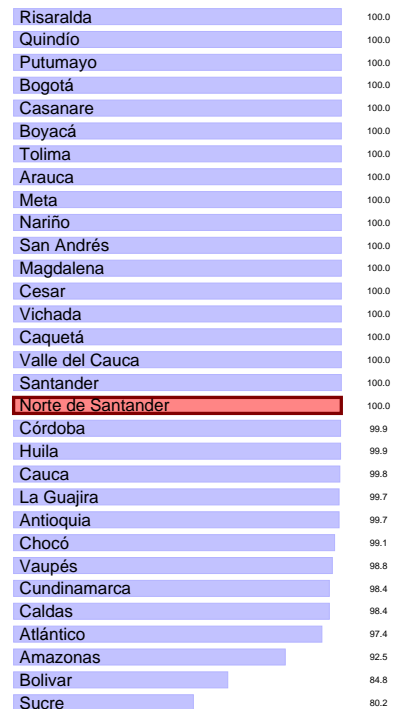 Risaralda 100.0
Quindío 100.0
Putumayo 100.0
Bogotá 100.0
Casanare 100.0
Boyacá 100.0
Tolima 100.0
Arauca 100.0
Meta 100.0
Nariño 100.0
San Andrés 100.0
Magdalena 100.0
Cesar 100.0
Vichada 100.0
Caquetá 100.0
Valle del Cauca 100.0
Santander 100.0
Norte de Santander 100.0
Córdoba 99.9
Huila 99.9
Cauca 99.8
La Guajira 99.7
Antioquia 99.7
Chocó 99.1
Vaupés 98.8
Cundinamarca 98.4
Caldas 98.4
Atlántico 97.4
Amazonas 92.5
Bolivar 84.8
Sucre 80.2